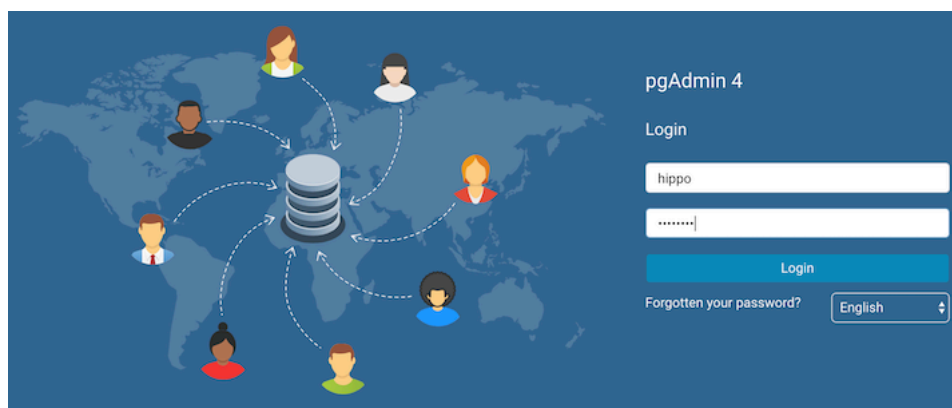 pgAdmin 4
Login
hippo
••••••••
Login
Forgotten your password?
English